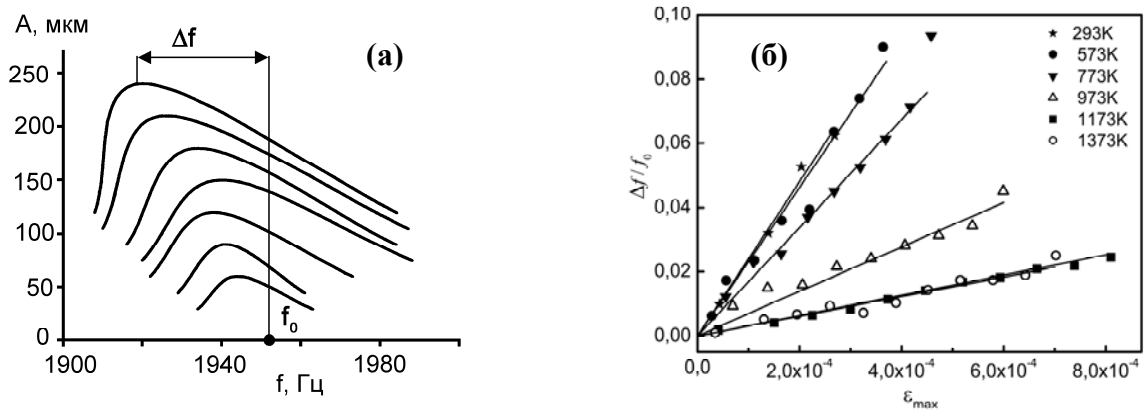 А, мкм
Δf
(а)
250
200
150
100
50
0
f₀
1900
1940
1980
f, Гц
(б)
0,10
0,08
0,06
0,04
0,02
0,00
Δf / f₀
293K
573K
773K
973K
1173K
1373K
0,0
2,0x10⁻⁴
4,0x10⁻⁴
6,0x10⁻⁴
8,0x10⁻⁴
εmax